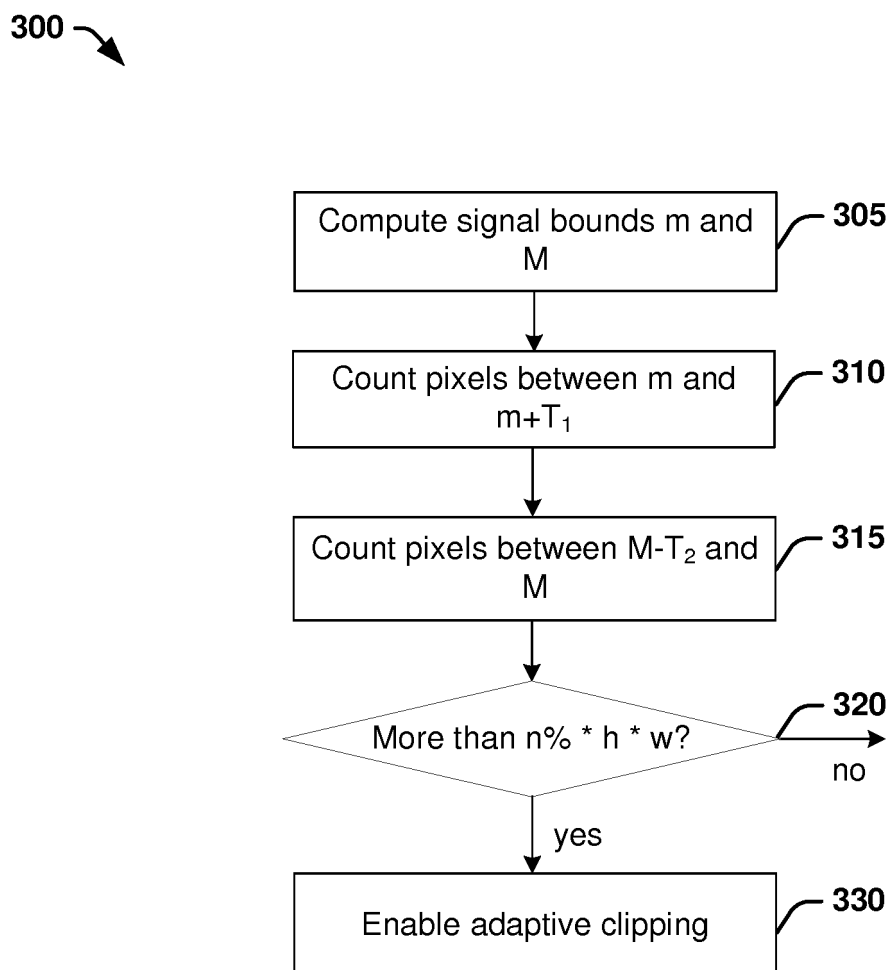 300
Compute signal bounds m and
M
305
Count pixels between m and
m+T₁
310
Count pixels between M-T₂ and
M
315
More than n% * h * w?
320
no
yes
Enable adaptive clipping
330